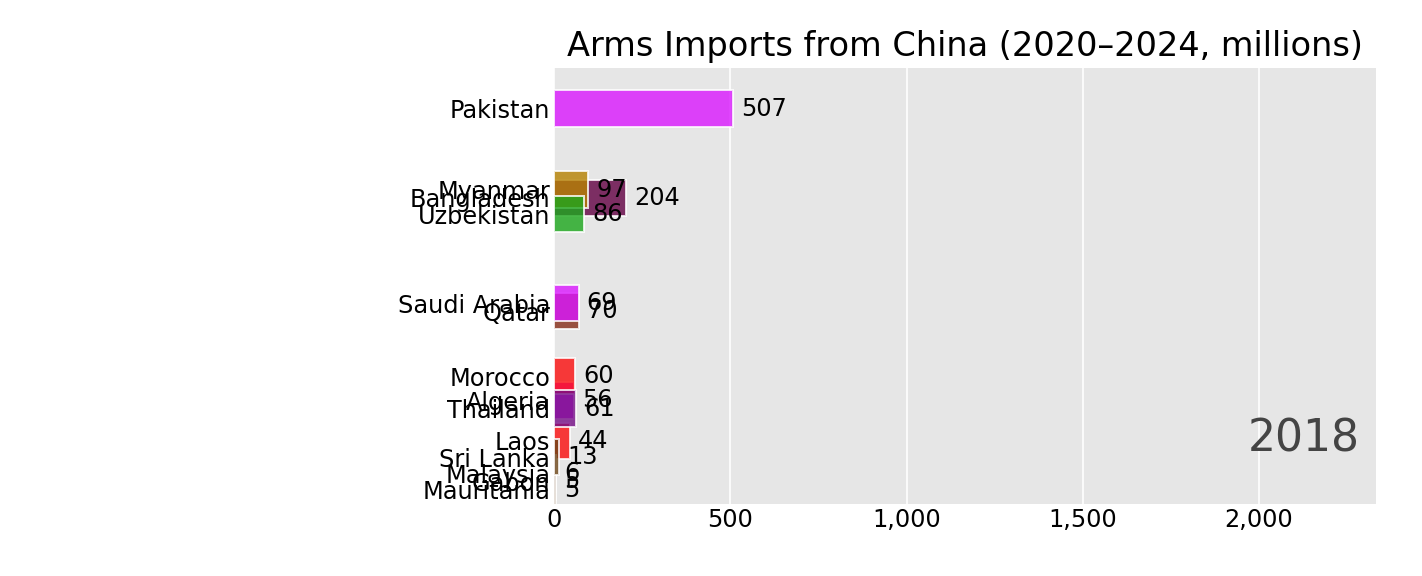 Arms Imports from China (2020–2024, millions)
Pakistan 507
Myanmar 97
Bangladesh 204
Uzbekistan 86
Saudi Arabia 69
Qatar 70
Morocco 60
Algeria 56
Thailand 61
Laos 44
Sri Lanka 13
Malaysia 6
Gabon 5
Mauritania 5
2018
0 500 1,000 1,500 2,000